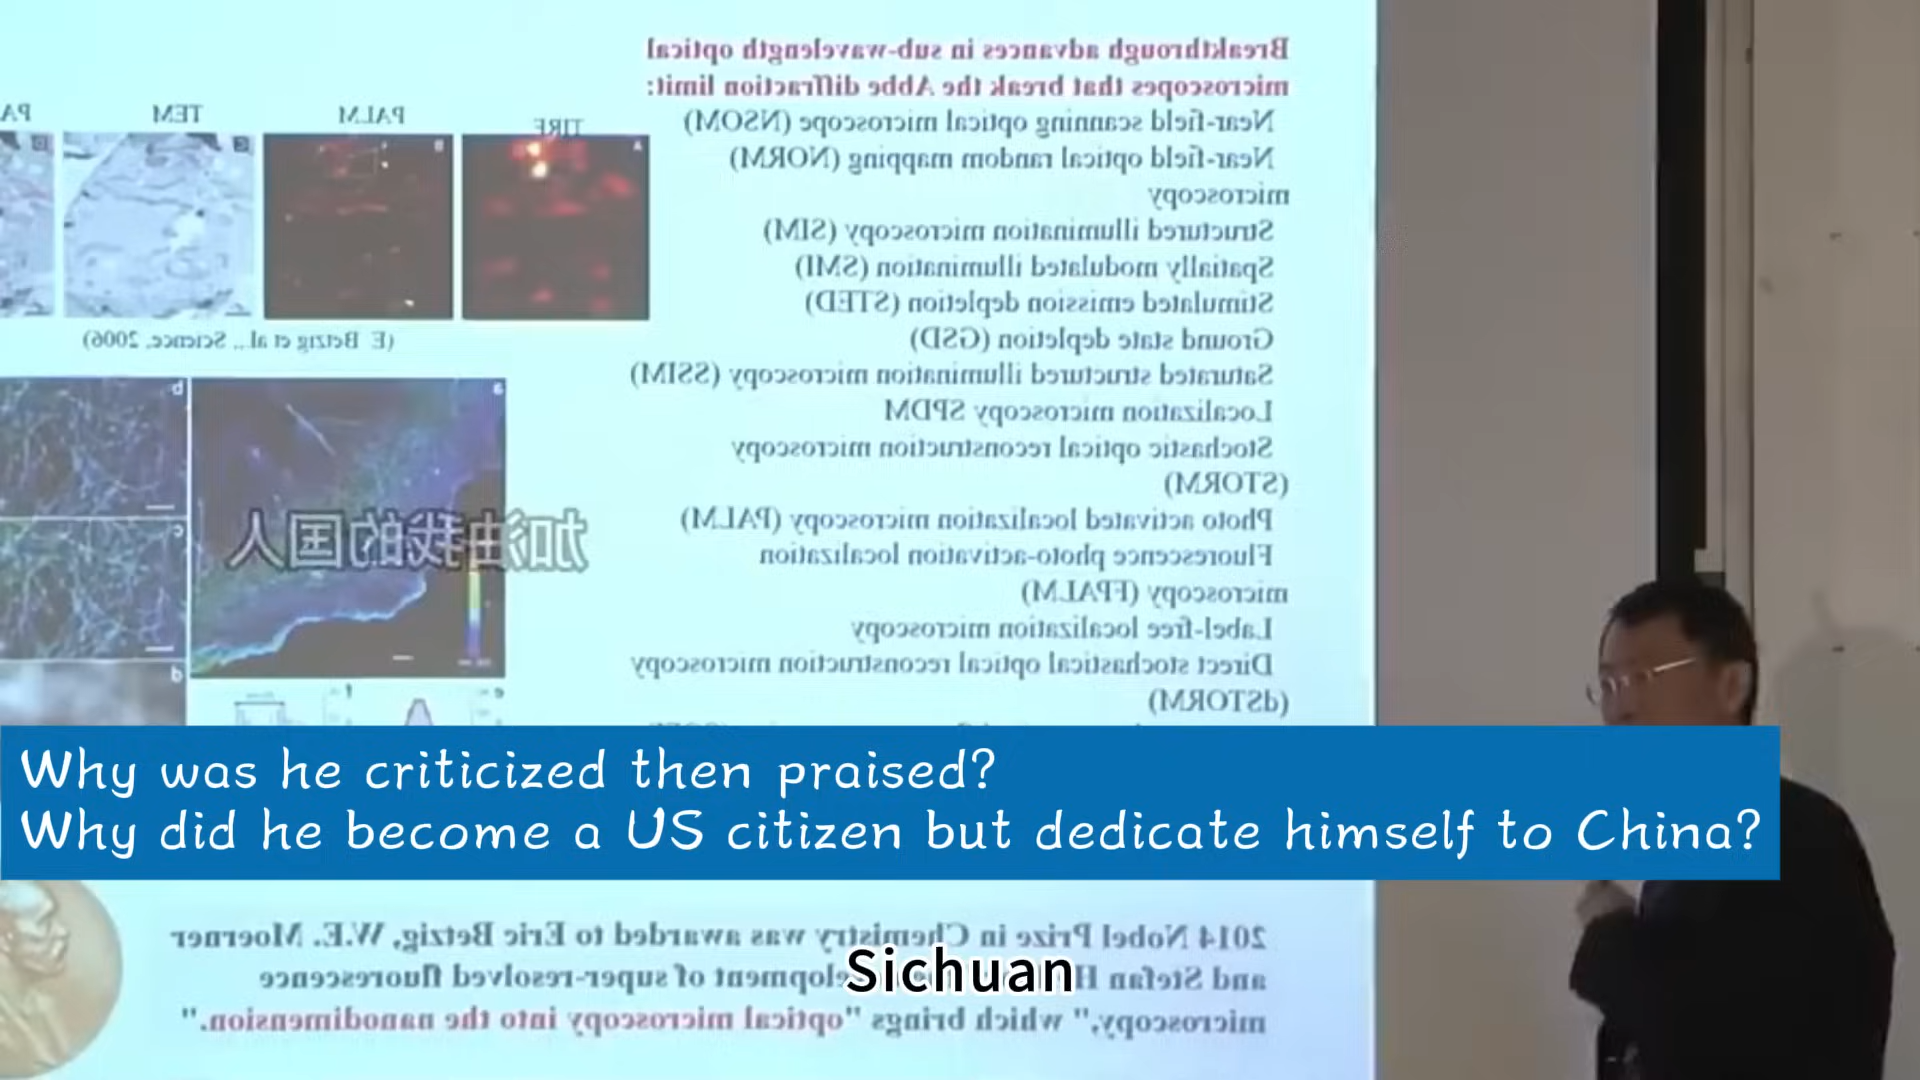 Breakthrough advances in sub-wavelength optical
microscopes that break the Abbe diffraction limit:
Near-field scanning optical microscope (NSOM)
Near-field optical random mapping (NORM)
microscopy
Structured illumination microscopy (SIM)
Spatially modulated illumination (SMI)
Stimulated emission depletion (STED)
Ground state depletion (GSD)
Saturated structured illumination microscopy (SSIM)
Localization microscopy SPDM
Stochastic optical reconstruction microscopy
(STORM)
Photo activated localization microscopy (PALM)
Fluorescence photo-activation localization
microscopy (FPALM)
Label-free localization microscopy
Direct stochastical optical reconstruction microscopy
(dSTORM)
TIRF
PALM
TEM
PA
A
B
C
D
(E Betzig et al., Science, 2006)
a
b
c
d
e
f
加油我的国人
Why was he criticized then praised?
Why did he become a US citizen but dedicate himself to China?
2014 Nobel Prize in Chemistry was awarded to Eric Betzig, W.E. Moerner
and Stefan H of super-resolved fluorescence
microscopy," which brings "optical microscopy into the nanodimension."
Sichuan